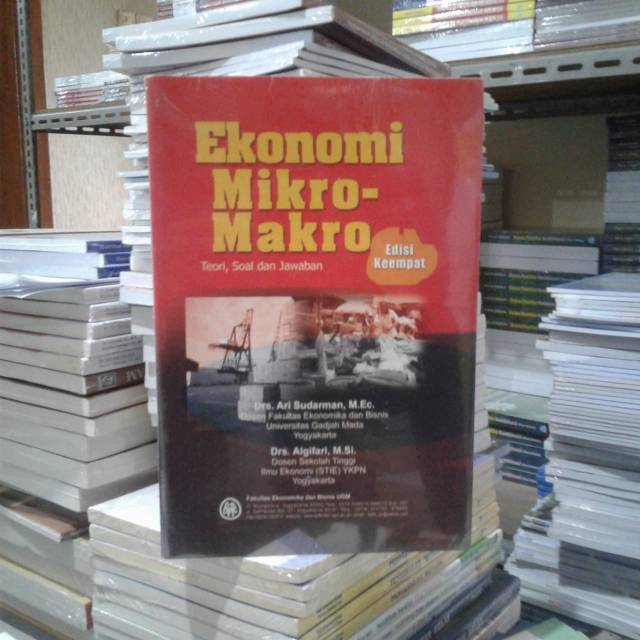 Ekonomi
Mikro-
Makro
Teori, Soal dan Jawaban
Edisi
Keempat
Drs. Ari Sudarman, M.Ec.
Fakultas Ekonomika dan Bisnis
Universitas Gadjah Mada
Yogyakarta
Drs. Algifari, M.Si.
Dosen Sekolah Tinggi
Ilmu Ekonomi (STIE) YKPN
Yogyakarta
Fakultas Ekonomika dan Bisnis UGM